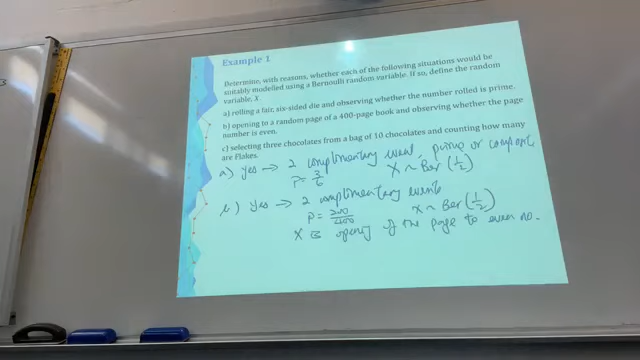 Example 1
Determine, with reasons, whether each of the following situations would be
suitably modelled using a Bernoulli random variable. If so, define the random
variable, X
a) rolling a fair, six-sided die and observing whether the number rolled is prime.
b) opening to a random page of a 400-page book and observing whether the page
number is even.
c) selecting three chocolates from a bag of 10 chocolates and counting how many
are Flakes.
a) yes → 2 complimentary event, prime or composite
P = 3/6 X ~ Ber (1/2)
b) yes → 2 complimentary events
P = 200/400 X ~ Ber (1/2)
X is opening of the page to even no.